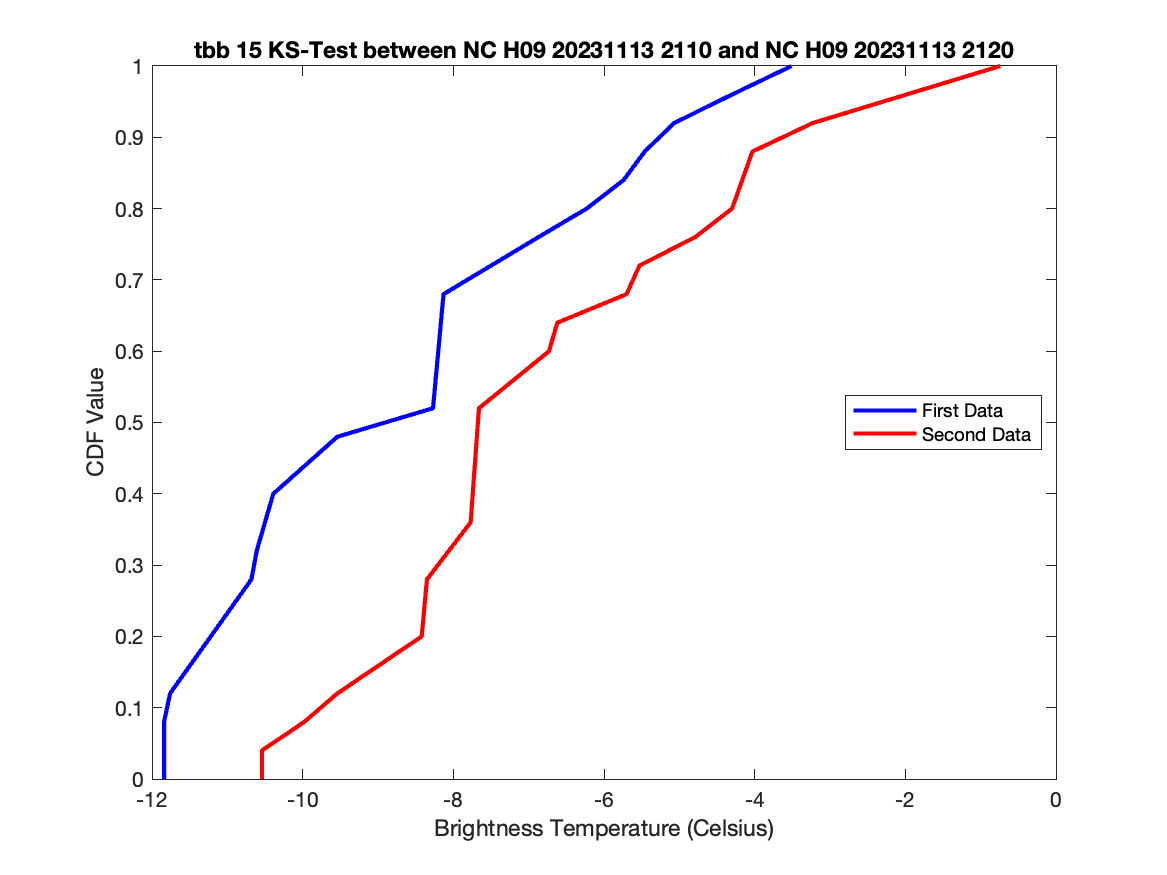 tbb 15 KS-Test between NC H09 20231113 2110 and NC H09 20231113 2120
1
0.9
0.8
0.7
0.6
0.5
0.4
0.3
0.2
0.1
0
CDF Value
First Data
Second Data
-12 -10 -8 -6 -4 -2 0
Brightness Temperature (Celsius)